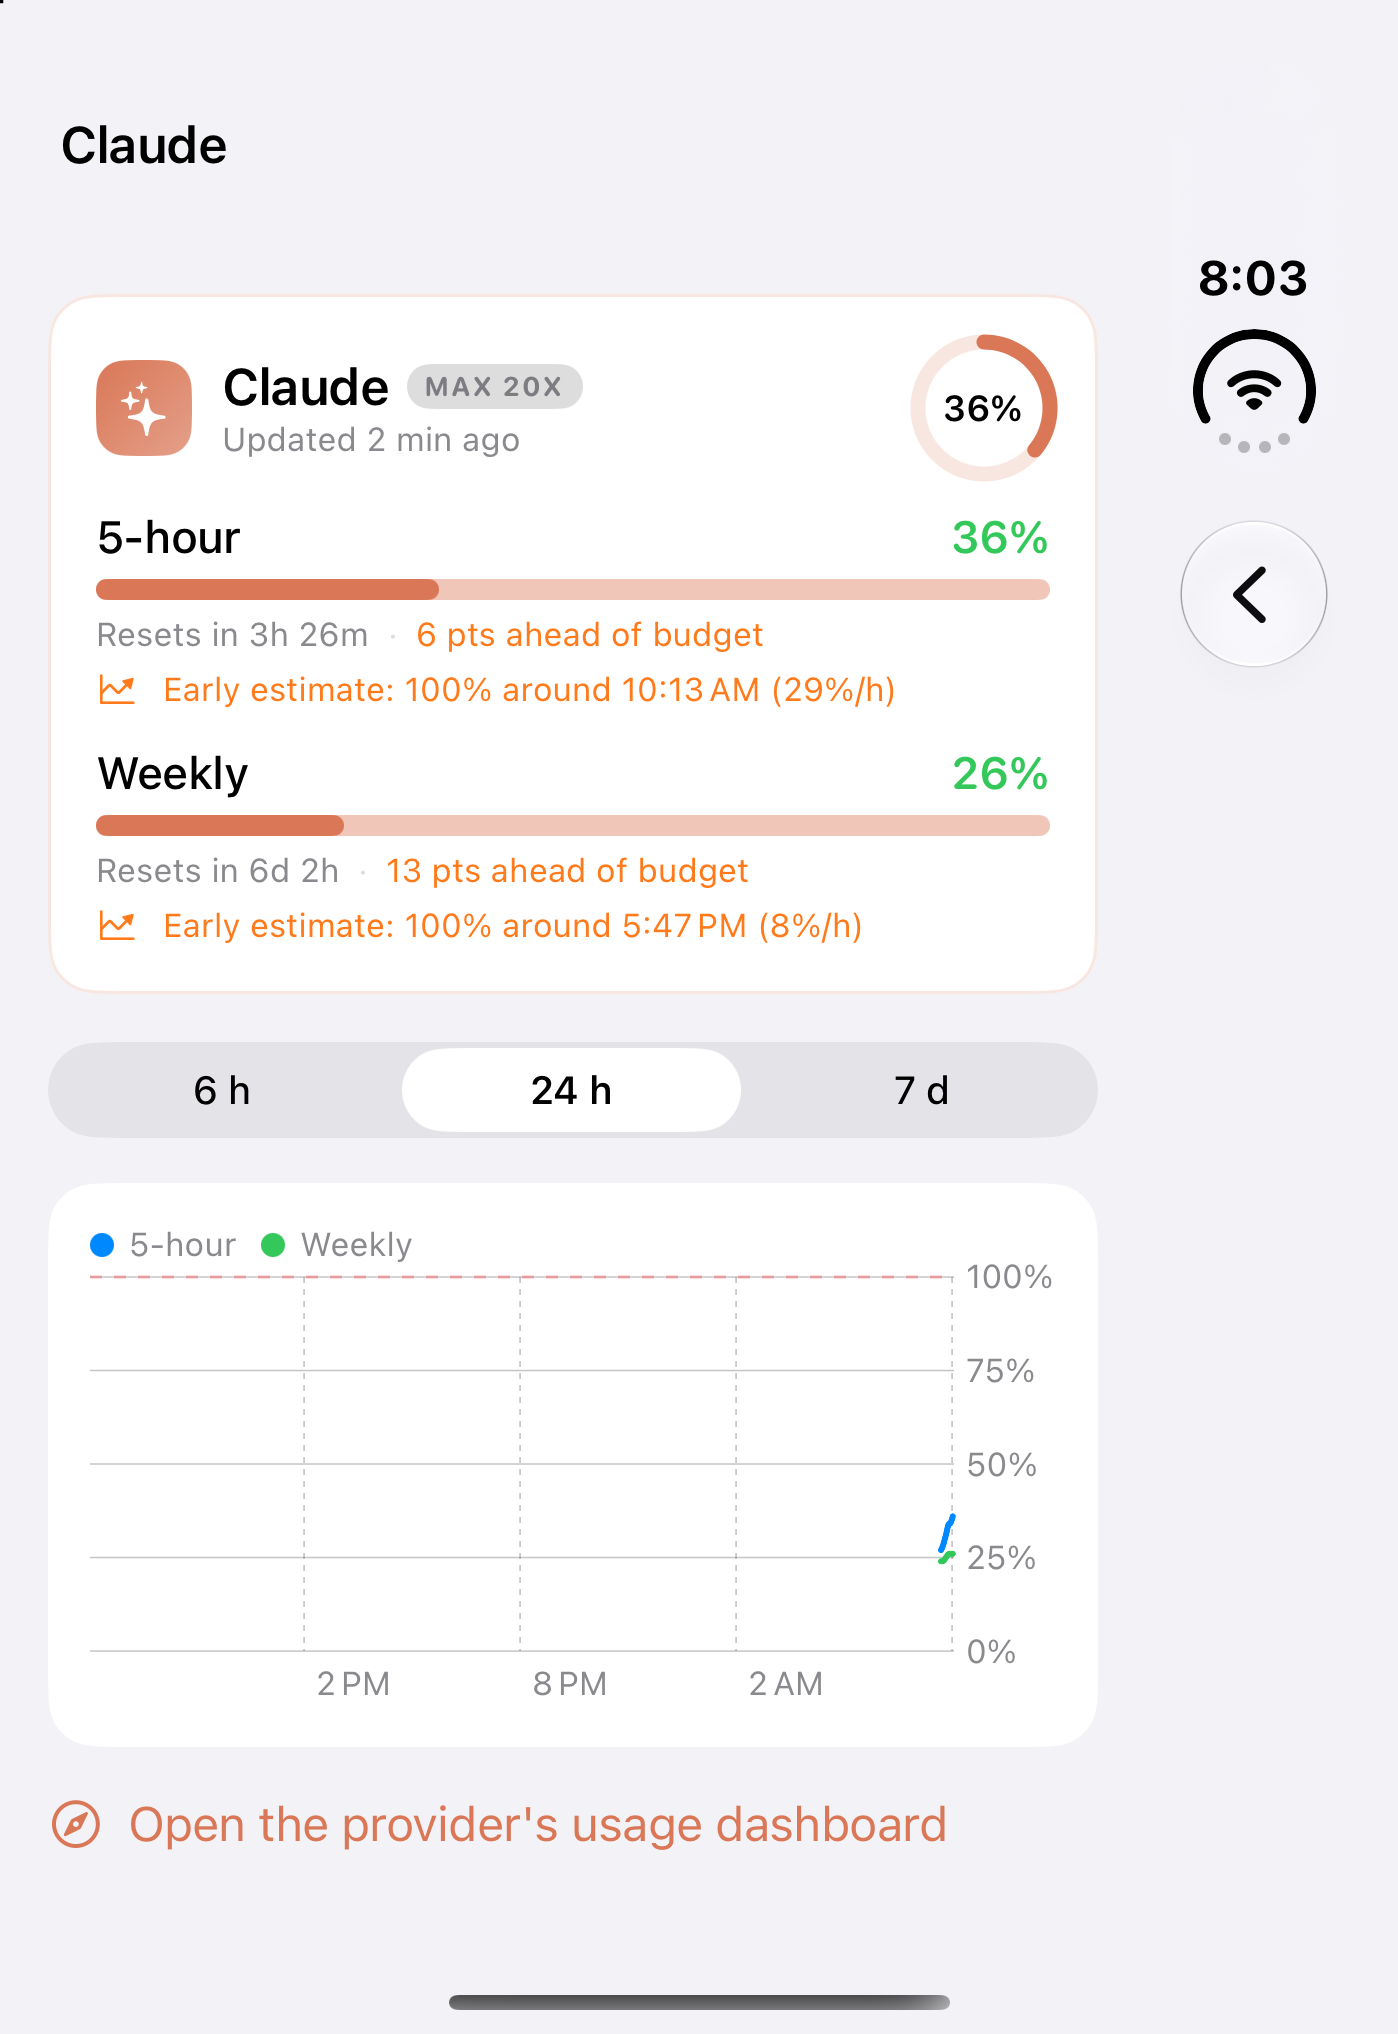 Claude
8:03
Claude MAX 20X
Updated 2 min ago
36%
5-hour 36%
Resets in 3h 26m · 6 pts ahead of budget
Early estimate: 100% around 10:13 AM (29%/h)
Weekly 26%
Resets in 6d 2h · 13 pts ahead of budget
Early estimate: 100% around 5:47 PM (8%/h)
6 h 24 h 7 d
5-hour Weekly
100%
75%
50%
25%
0%
2 PM 8 PM 2 AM
Open the provider's usage dashboard